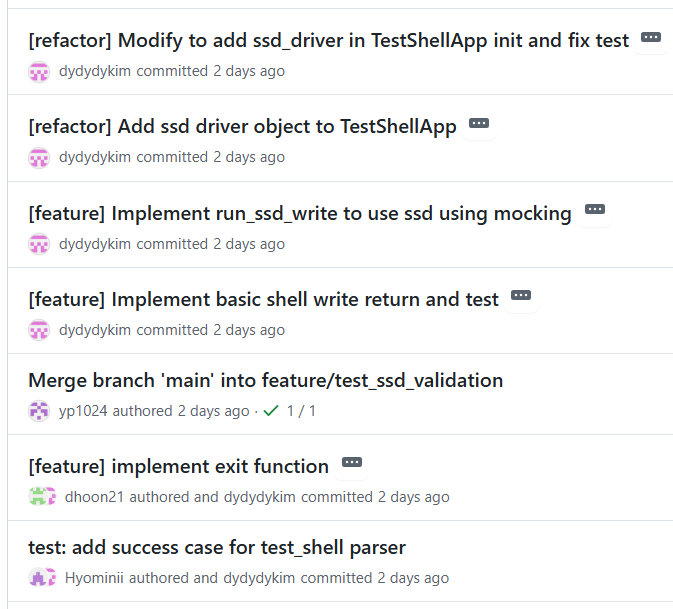 [refactor] Modify to add ssd_driver in TestShellApp init and fix test
dydydykim committed 2 days ago
[refactor] Add ssd driver object to TestShellApp
dydydykim committed 2 days ago
[feature] Implement run_ssd_write to use ssd using mocking
dydydykim committed 2 days ago
[feature] Implement basic shell write return and test
dydydykim committed 2 days ago
Merge branch 'main' into feature/test_ssd_validation
yp1024 authored 2 days ago · ✓ 1 / 1
[feature] implement exit function
dhoon21 authored and dydydykim committed 2 days ago
test: add success case for test_shell parser
Hyominii authored and dydydykim committed 2 days ago